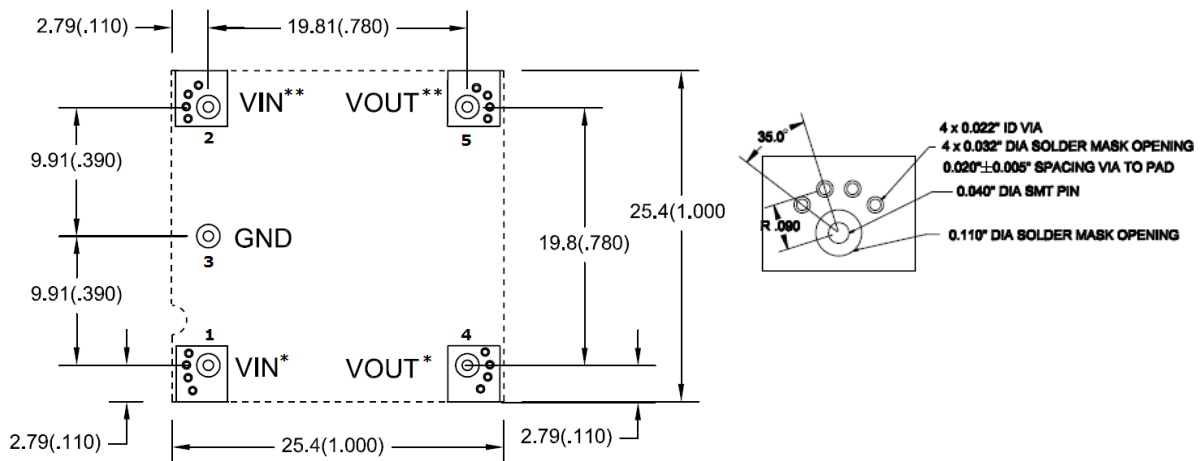 2.79(.110)
19.81(.780)
VIN**
VOUT**
2
5
9.91(.390)
GND
3
25.4(1.000
19.8(.780)
9.91(.390)
1
4
VIN*
VOUT*
2.79(.110)
25.4(1.000)
2.79(.110)
35.0°
4 x 0.022" ID VIA
4 x 0.032" DIA SOLDER MASK OPENING
0.020"±0.005" SPACING VIA TO PAD
0.040" DIA SMT PIN
R .090
0.110" DIA SOLDER MASK OPENING